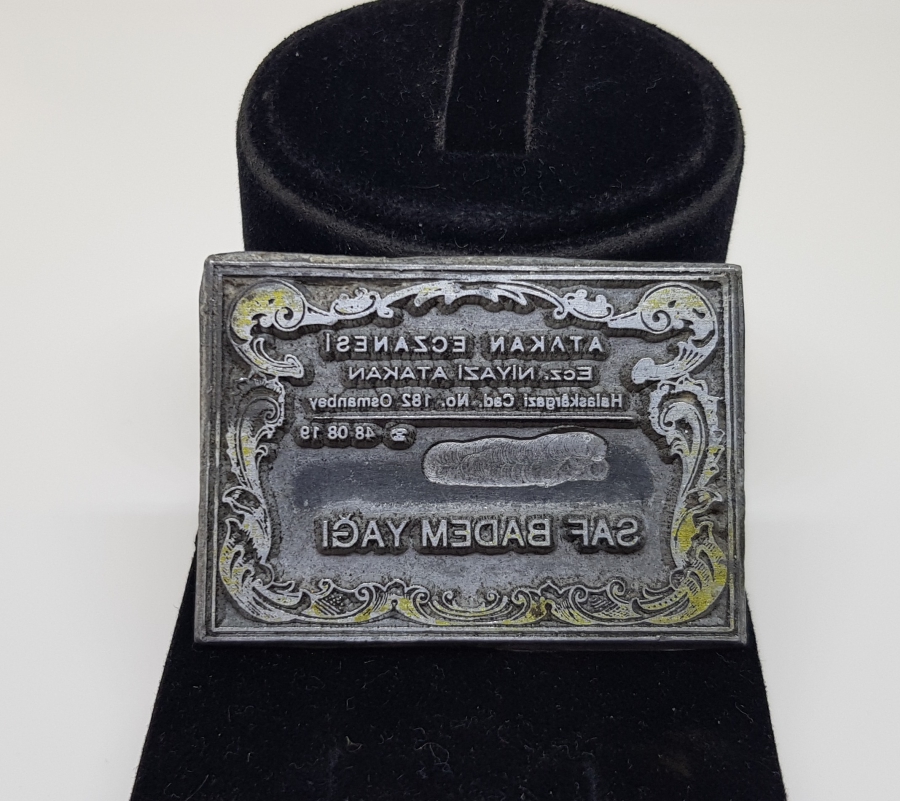 ATAKAN ECZANESİ
Ecz. NİYAZİ ATAKAN
Halaskârgazi Cad. No. 182 Osmanbey
48 08 19
SAF BADEM YAĞI